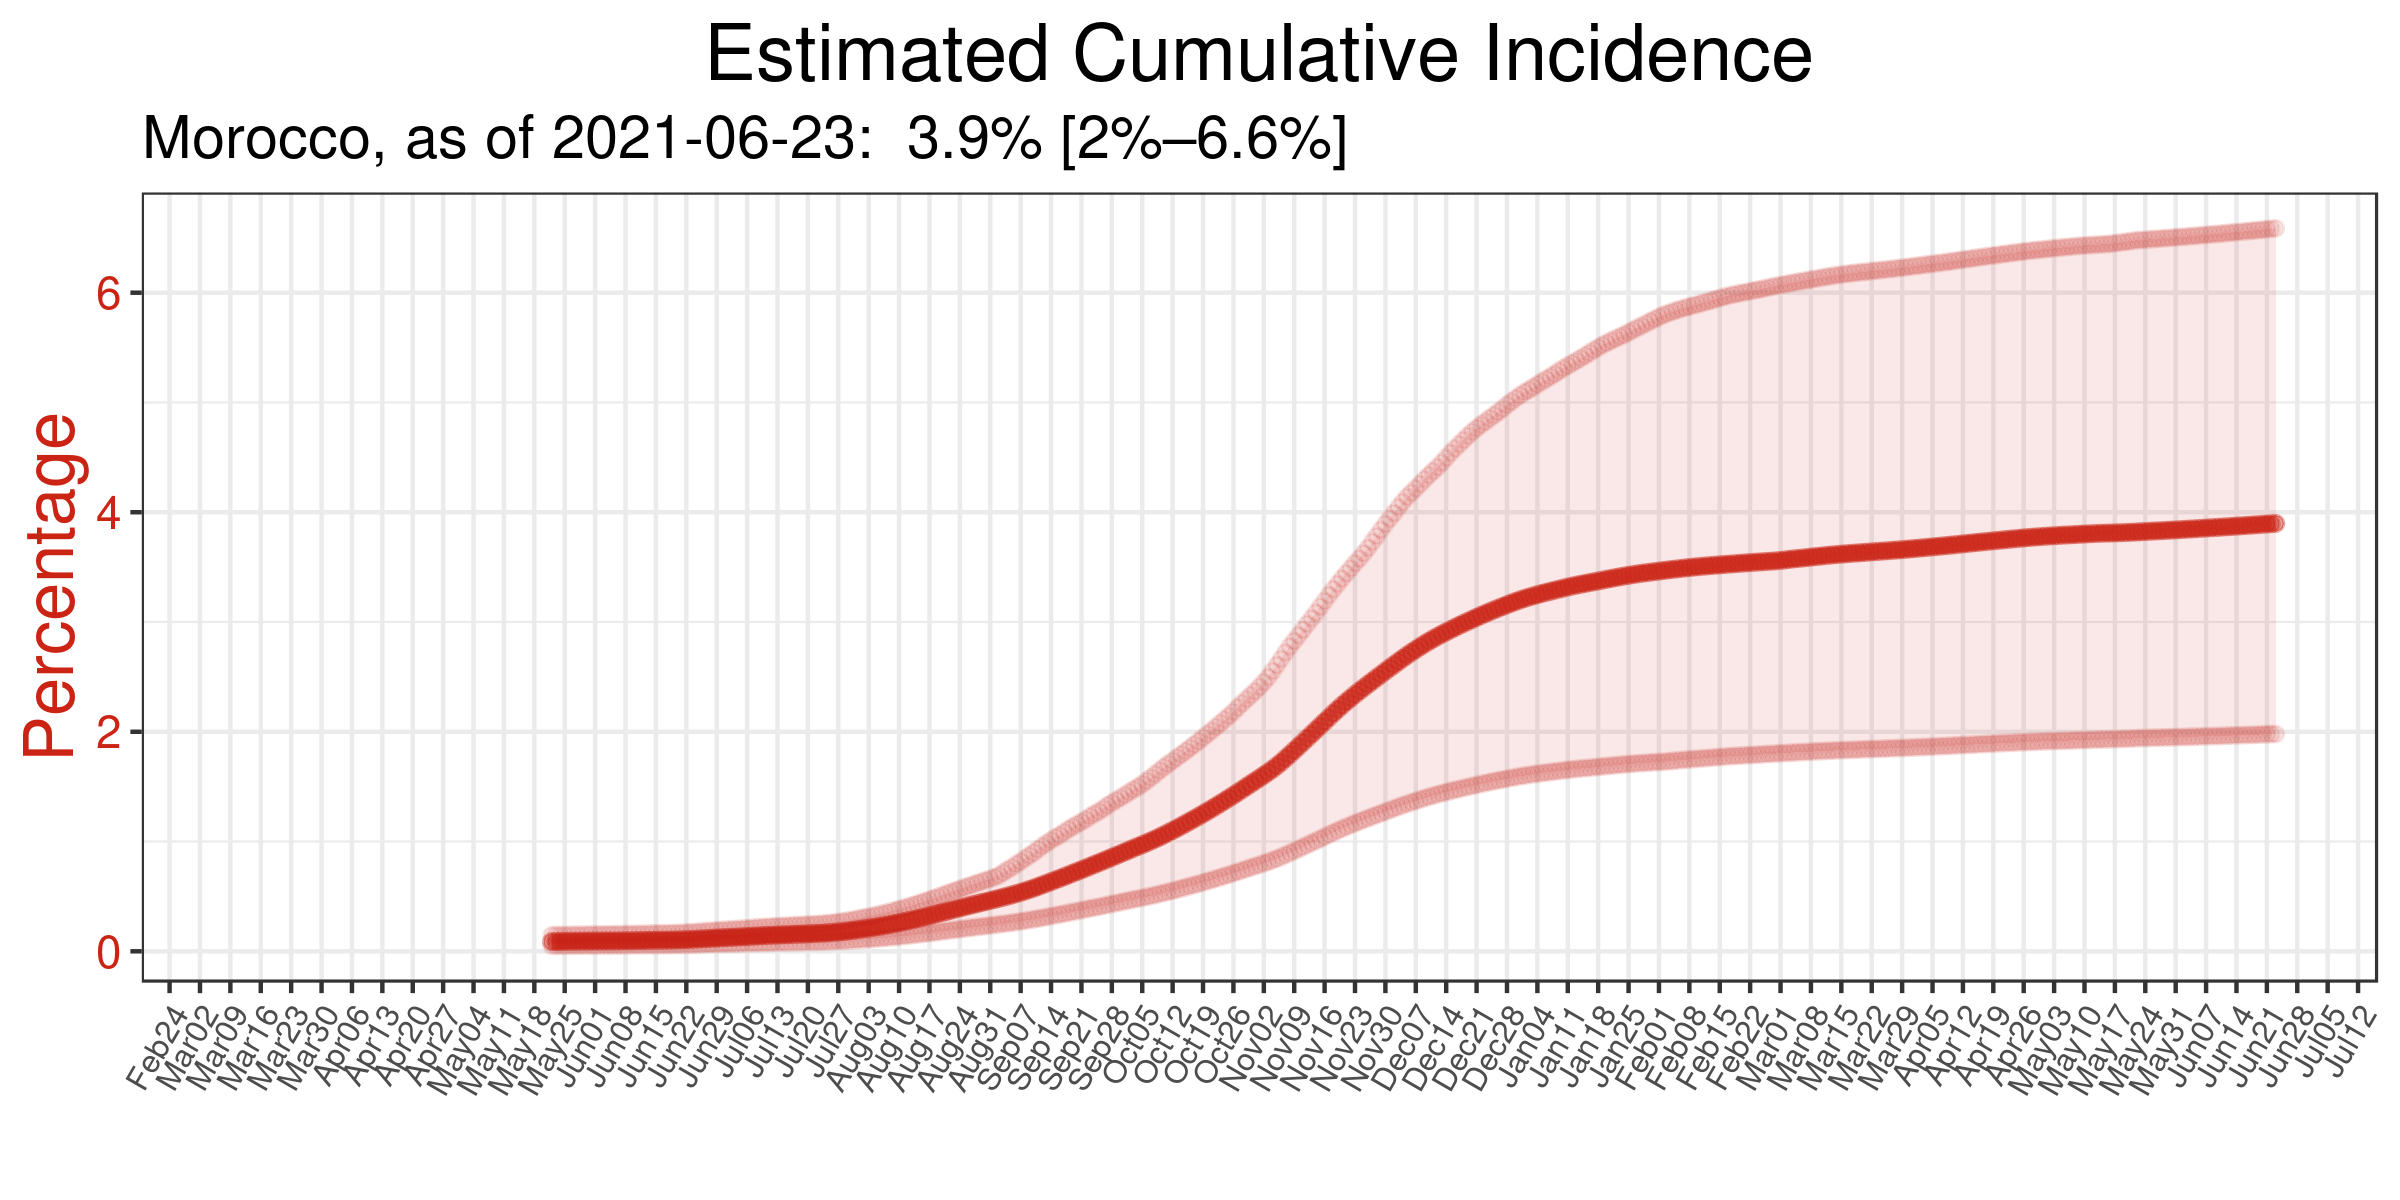 Estimated Cumulative Incidence
Morocco, as of 2021-06-23:  3.9% [2%–6.6%]
Percentage
6
4
2
0
Feb24
Mar02
Mar09
Mar16
Mar23
Mar30
Apr06
Apr13
Apr20
Apr27
May04
May11
May18
May25
Jun01
Jun08
Jun15
Jun22
Jun29
Jul06
Jul13
Jul20
Jul27
Aug03
Aug10
Aug17
Aug24
Aug31
Sep07
Sep14
Sep21
Sep28
Oct05
Oct12
Oct19
Oct26
Nov02
Nov09
Nov16
Nov23
Nov30
Dec07
Dec14
Dec21
Dec28
Jan04
Jan11
Jan18
Jan25
Feb01
Feb08
Feb15
Feb22
Mar01
Mar08
Mar15
Mar22
Mar29
Apr05
Apr12
Apr19
Apr26
May03
May10
May17
May24
May31
Jun07
Jun14
Jun21
Jun28
Jul05
Jul12